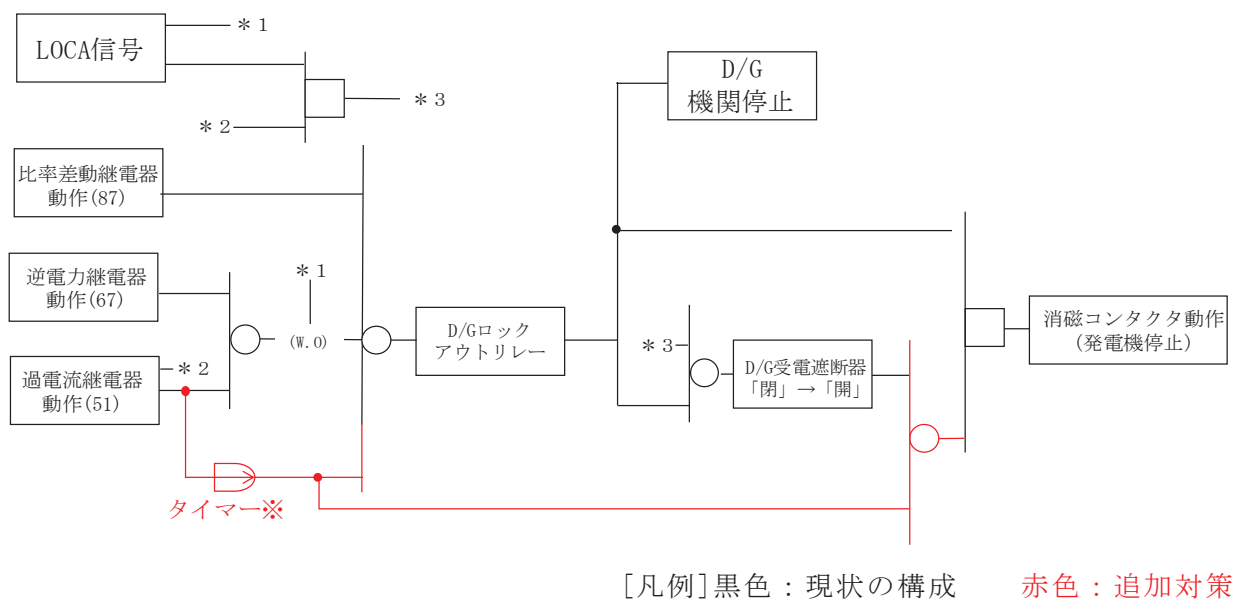 LOCA信号
＊1
＊2
＊3
D/G
機関停止
比率差動継電器
動作(87)
逆電力継電器
動作(67)
＊1
(W.O)
D/Gロック
アウトリレー
＊3
D/G受電遮断器
「閉」→「開」
消磁コンタクタ動作
(発電機停止)
過電流継電器
動作(51)
＊2
タイマー※
[凡例]黒色：現状の構成　赤色：追加対策